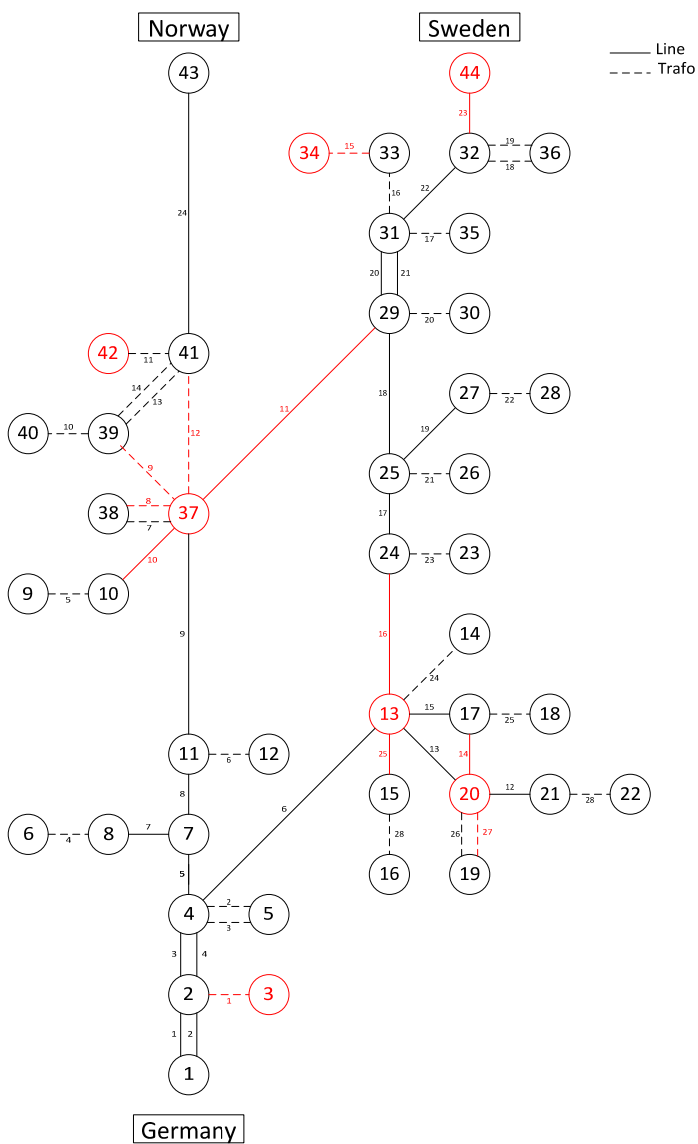 Norway Sweden
Line
Trafo
43 44
23
34 15 33 32 19 36
18
16 22
24 31 17 35
20 21
29 20 30
42 11 41
14
13
18 27 22 28
11
19
40 10 39 12
9
25 21 26
38 8 37
7
17
10
24 23 23
9 5 10
9 16 14
24
13 15 17 25 18
11 6 12 25 13 14
8 6
15 20 12 21 28 22
6 4 8 7 7
28 26 27
5
16 19
4 2 5
3
3 4
2 1 3
1 2
1
Germany